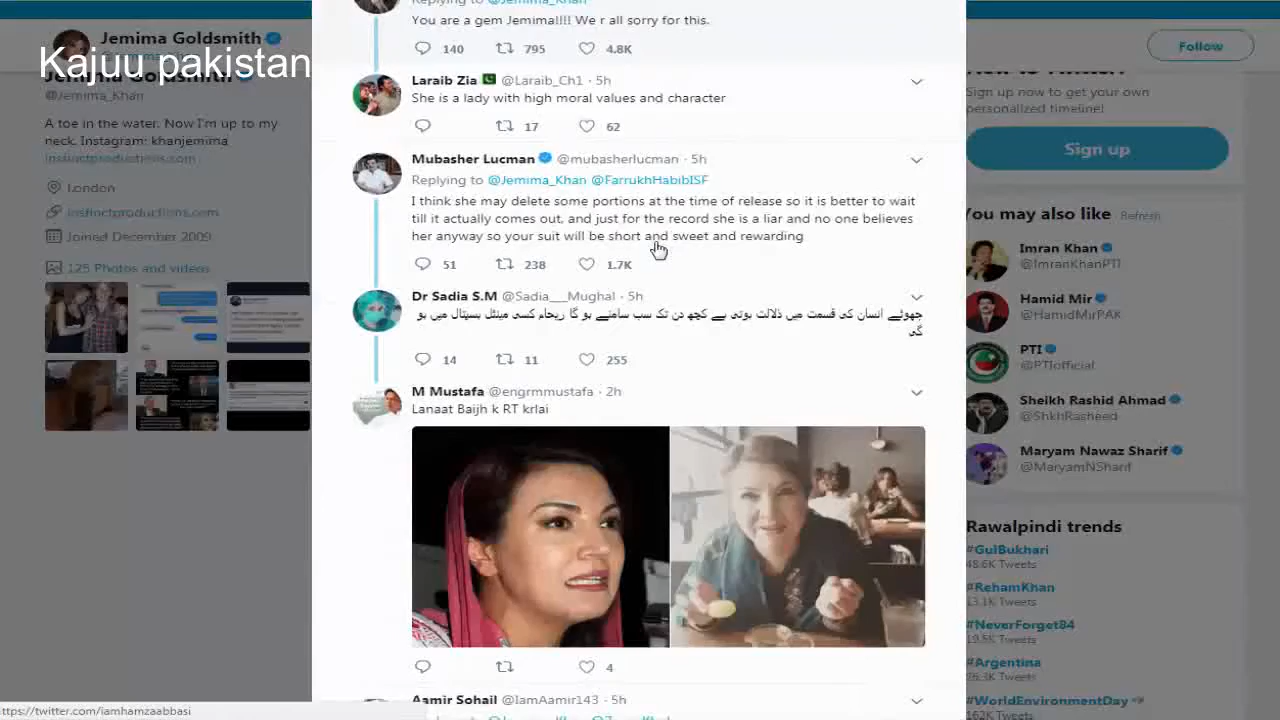 Jemima Goldsmith
Kajuu pakistan
@Jemima_Khan
A toe in the water. Now I'm up to my
neck. Instagram: khanjemima
instinctproductions.com
London
instinctproductions.com
Joined December 2009
125 Photos and videos
Replying to @Jemima_Khan
You are a gem Jemima!!!! We r all sorry for this.
140 795 4.8K
Laraib Zia @Laraib_Ch1 · 5h
She is a lady with high moral values and character
17 62
Mubasher Lucman @mubasherlucman · 5h
Replying to @Jemima_Khan @FarrukhHabibISF
I think she may delete some portions at the time of release so it is better to wait
till it actually comes out, and just for the record she is a liar and no one believes
her anyway so your suit will be short and sweet and rewarding
51 238 1.7K
Dr Sadia S.M @Sadia___Mughal · 5h
جھوٹے انسان کی قسمت میں ذلالت ہوتی ہے کچھ دن تک سب سامنے ہو گا ریحام کسی مینٹل ہسپتال میں ہو
گی
14 11 255
M Mustafa @engrmmustafa · 2h
Lanaat Baijh k RT krlai
4
Aamir Sohail @IamAamir143 · 5h
Follow
Sign up now to get your own
personalized timeline!
Sign up
You may also like · Refresh
Imran Khan
@ImranKhanPTI
Hamid Mir
@HamidMirPAK
PTI
@PTIofficial
Sheikh Rashid Ahmad
@ShkhRasheed
Maryam Nawaz Sharif
@MaryamNSharif
Rawalpindi trends
#GulBukhari
48.6K Tweets
#RehamKhan
13.1K Tweets
#NeverForget84
19.5K Tweets
#Argentina
26.3K Tweets
#WorldEnvironmentDay
162K Tweets
ttps://twitter.com/iamhamzaabbasi